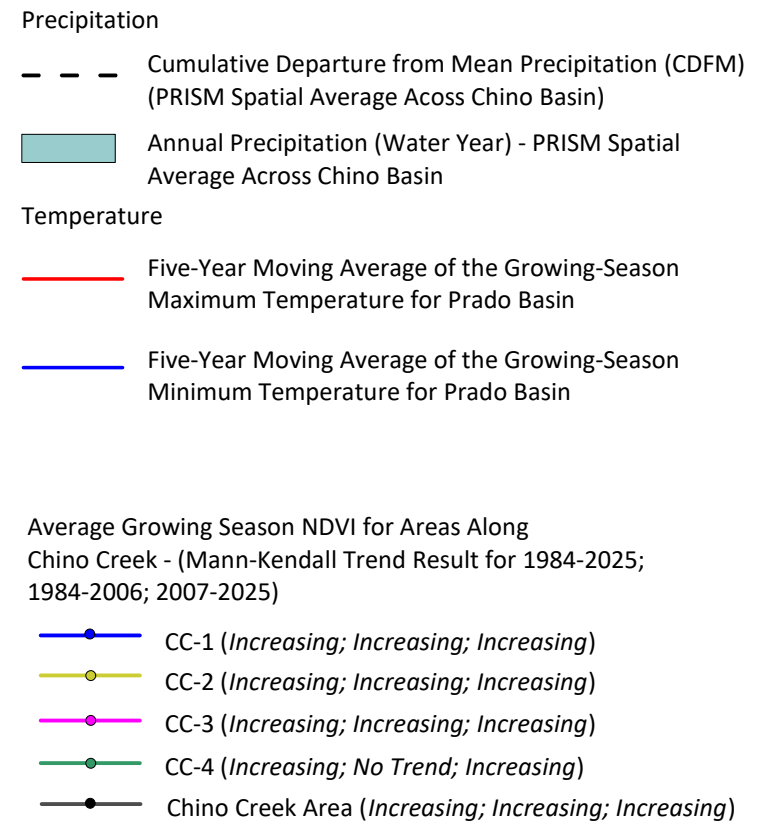 Precipitation
Cumulative Departure from Mean Precipitation (CDFM)
(PRISM Spatial Average Acoss Chino Basin)
Annual Precipitation (Water Year) - PRISM Spatial
Average Across Chino Basin
Temperature
Five-Year Moving Average of the Growing-Season
Maximum Temperature for Prado Basin
Five-Year Moving Average of the Growing-Season
Minimum Temperature for Prado Basin
Average Growing Season NDVI for Areas Along
Chino Creek - (Mann-Kendall Trend Result for 1984-2025;
1984-2006; 2007-2025)
CC-1 (Increasing; Increasing; Increasing)
CC-2 (Increasing; Increasing; Increasing)
CC-3 (Increasing; Increasing; Increasing)
CC-4 (Increasing; No Trend; Increasing)
Chino Creek Area (Increasing; Increasing; Increasing)